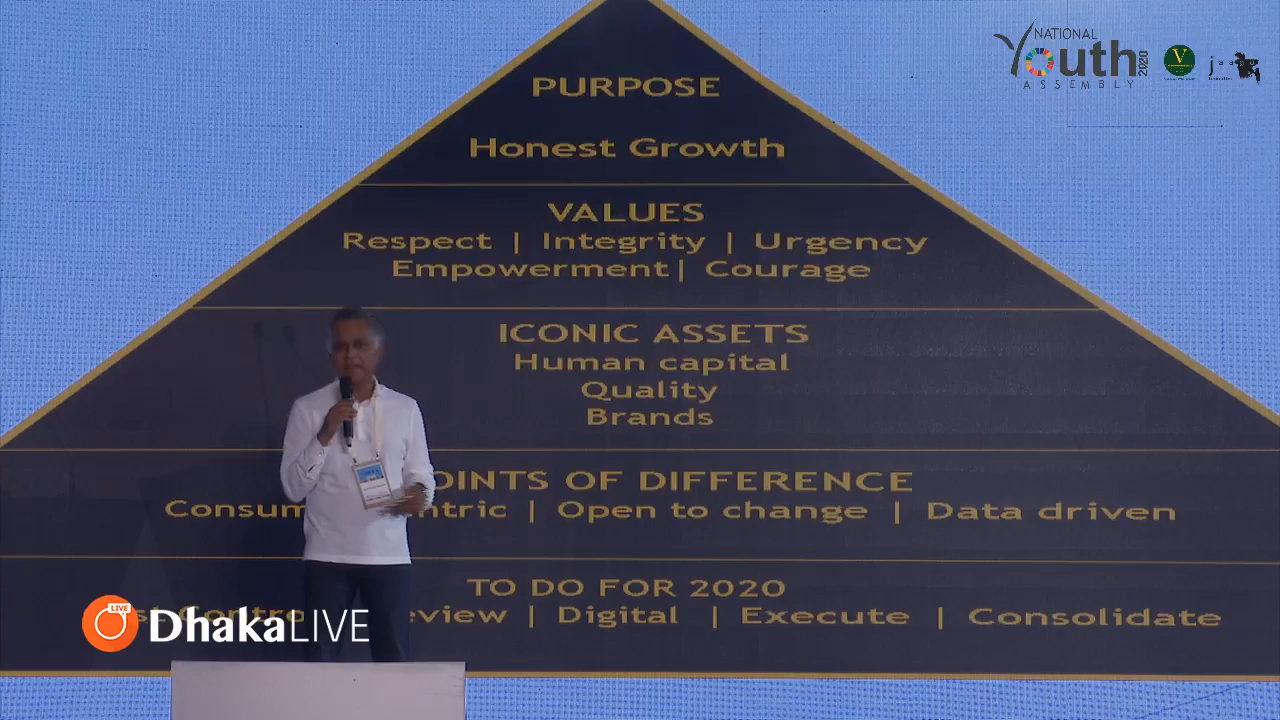 PURPOSE
Honest Growth
VALUES
Respect | Integrity | Urgency
Empowerment | Courage
ICONIC ASSETS
Human capital
Quality
Brands
OINTS OF DIFFERENCE
Consum ntric | Open to change | Data driven
TO DO FOR 2020
st Contro eview | Digital | Execute | Consolidate
NATIONAL
Youth
ASSEMBLY
2020
V
LIVE
DhakaLIVE